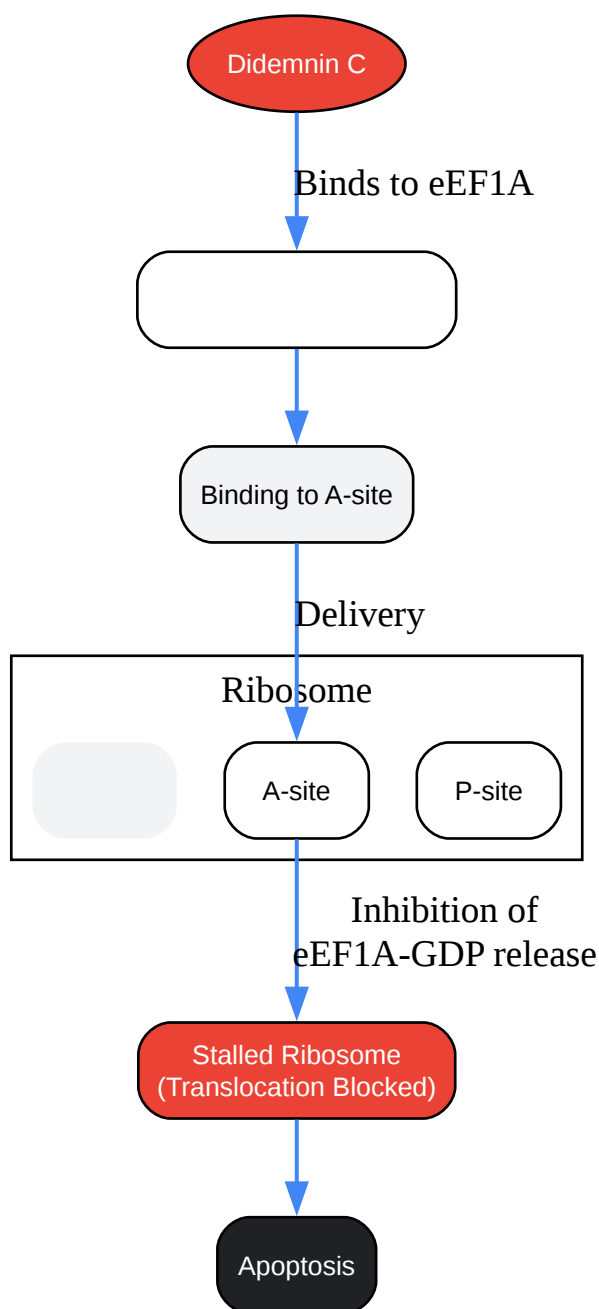 Didemnin C
Binds to eEF1A
Binding to A-site
Delivery
Ribosome
A-site
P-site
Inhibition of
eEF1A-GDP release
Stalled Ribosome
(Translocation Blocked)
Apoptosis